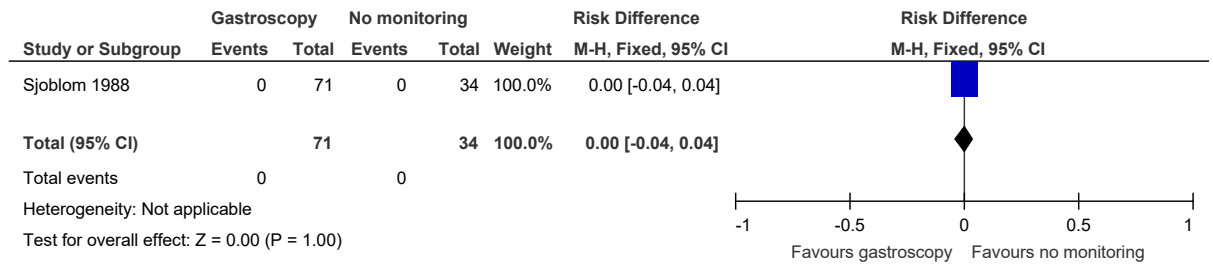 Gastroscopy No monitoring Risk Difference Risk Difference
Study or Subgroup Events Total Events Total Weight M-H, Fixed, 95% CI M-H, Fixed, 95% CI
Sjoblom 1988 0 71 0 34 100.0% 0.00 [-0.04, 0.04]
Total (95% CI) 71 34 100.0% 0.00 [-0.04, 0.04]
Total events 0 0
Heterogeneity: Not applicable
Test for overall effect: Z = 0.00 (P = 1.00)
-1 -0.5 0 0.5 1
Favours gastroscopy Favours no monitoring